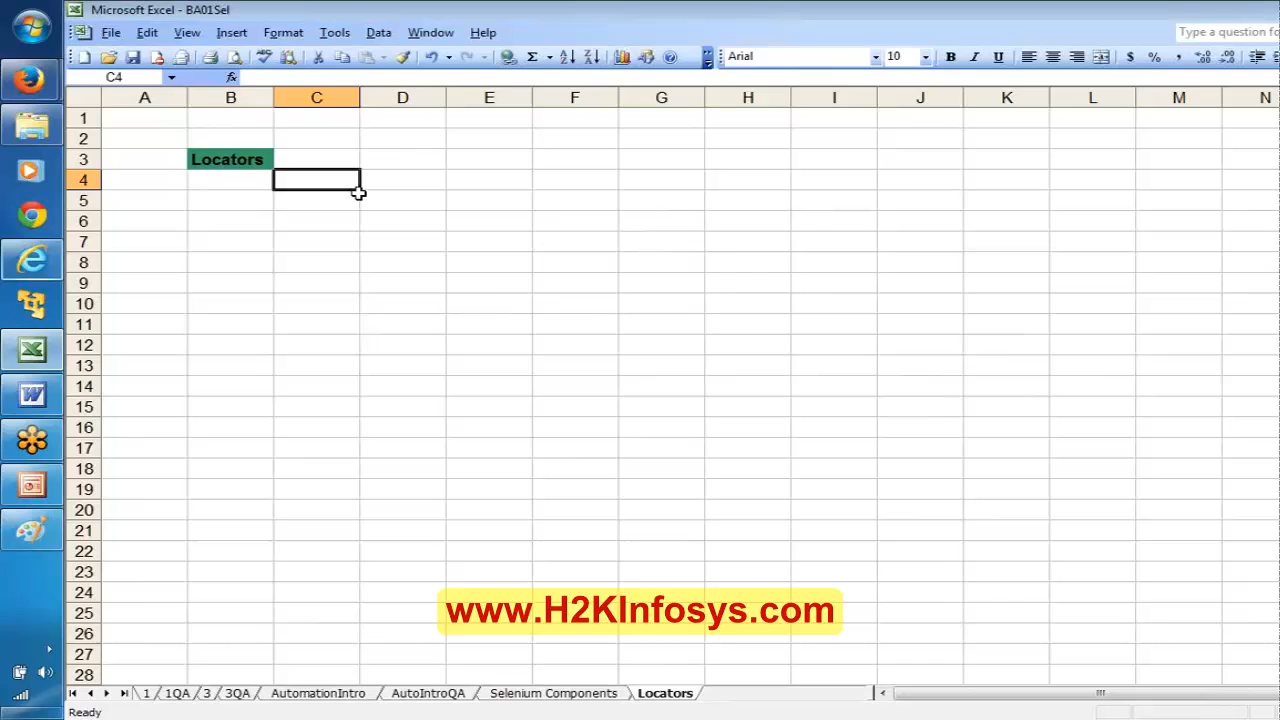 Microsoft Excel - BA01Sel
File Edit View Insert Format Tools Data Window Help
Type a question fo
Arial 10 B I U $ % ,
C4 fx
A B C D E F G H I J K L M N
1
2
3 Locators
4
5
6
7
8
9
10
11
12
13
14
15
16
17
18
19
20
21
22
23
24
25
26
27
28
www.H2KInfosys.com
1 1QA 3 3QA AutomationIntro AutoIntroQA Selenium Components Locators
Ready